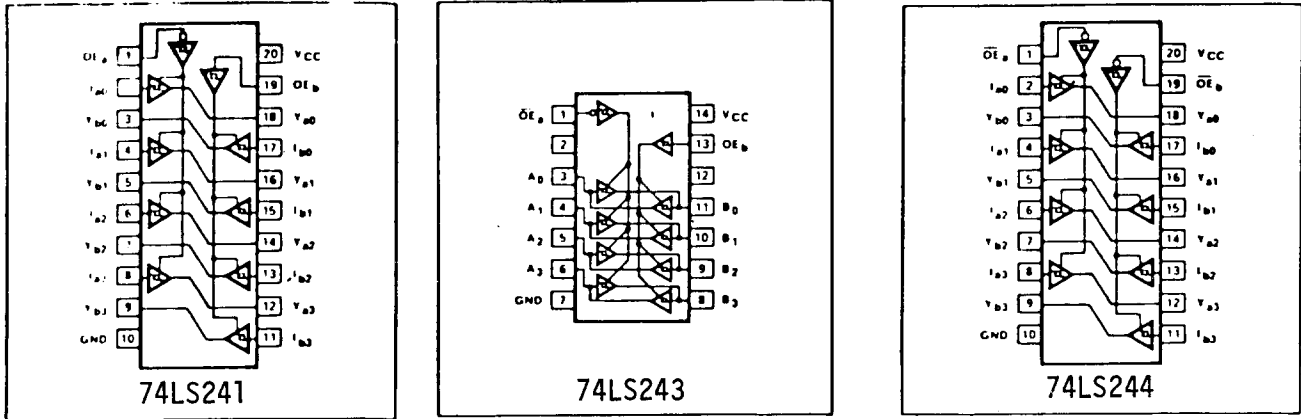 OEa 1 20 VCC
19 OEb
Ia0
Yb0 3 18 Ya0
Ia1 4 17 Ib0
Yb1 5 16 Ya1
Ia2 6 15 Ib1
Yb2 14 Ya2
8 13 Ib2
Yb3 9 12 Ya3
GND 10 11 Ib3
74LS241
OEa 1 14 VCC
2 13 OEb
A0 3 12
A1 4 11 B0
A2 5 10 B1
A3 6 9 B2
GND 7 8 B3
74LS243
OEa 1 20 VCC
Ia0 2 19 OEb
Yb0 3 18 Ya0
Ia1 4 17 Ib0
Yb1 5 16 Ya1
Ia2 6 15 Ib1
Yb2 7 14 Ya2
Ia3 8 13 Ib2
Yb3 9 12 Ya3
GND 10 11 Ib3
74LS244